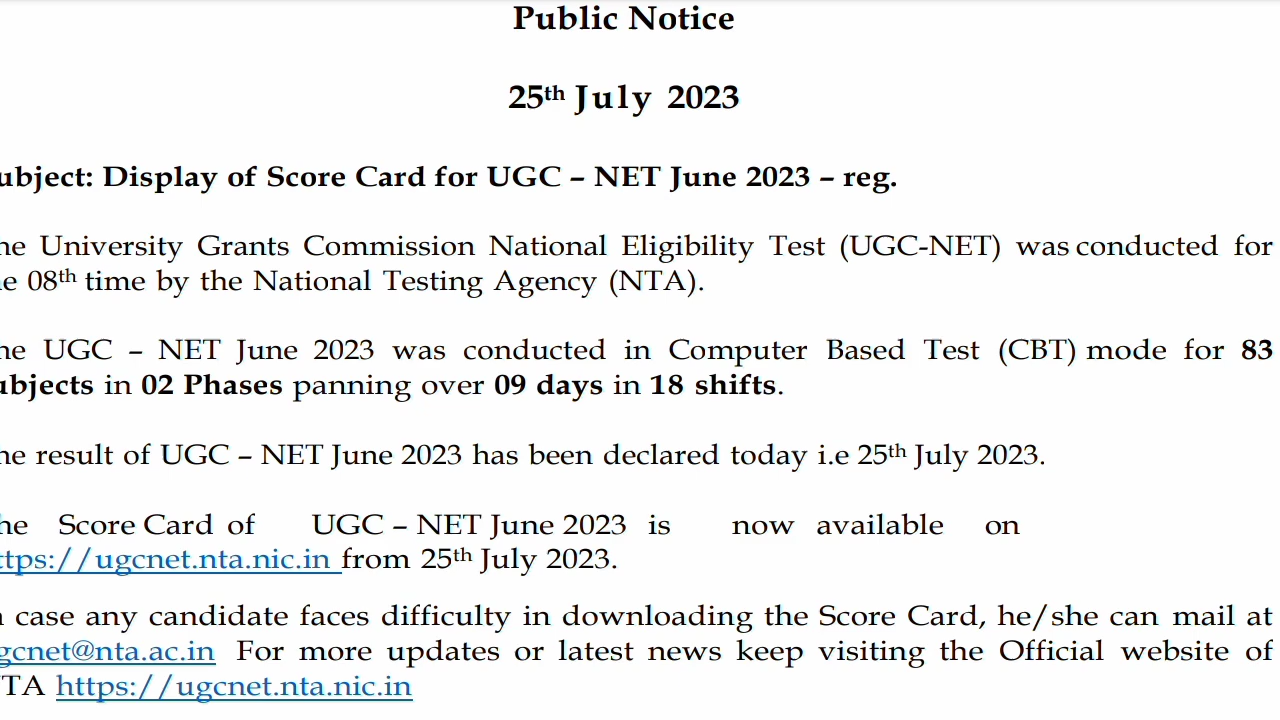 Public Notice
25th July 2023
ubject: Display of Score Card for UGC – NET June 2023 – reg.
he University Grants Commission National Eligibility Test (UGC-NET) was conducted for
e 08th time by the National Testing Agency (NTA).
he UGC – NET June 2023 was conducted in Computer Based Test (CBT) mode for 83
ubjects in 02 Phases panning over 09 days in 18 shifts.
he result of UGC – NET June 2023 has been declared today i.e 25th July 2023.
he Score Card of UGC – NET June 2023 is now available on
ttps://ugcnet.nta.nic.in from 25th July 2023.
n case any candidate faces difficulty in downloading the Score Card, he/she can mail at
gcnet@nta.ac.in For more updates or latest news keep visiting the Official website of
TA https://ugcnet.nta.nic.in